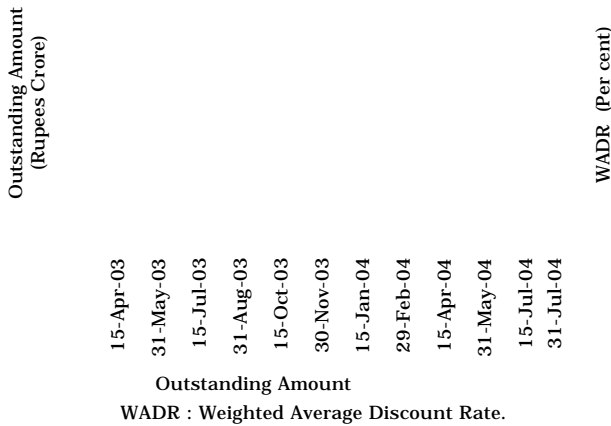 Outstanding Amount
(Rupees Crore)
WADR (Per cent)
15-Apr-03
31-May-03
15-Jul-03
31-Aug-03
15-Oct-03
30-Nov-03
15-Jan-04
29-Feb-04
15-Apr-04
31-May-04
15-Jul-04
31-Jul-04
Outstanding Amount
WADR : Weighted Average Discount Rate.